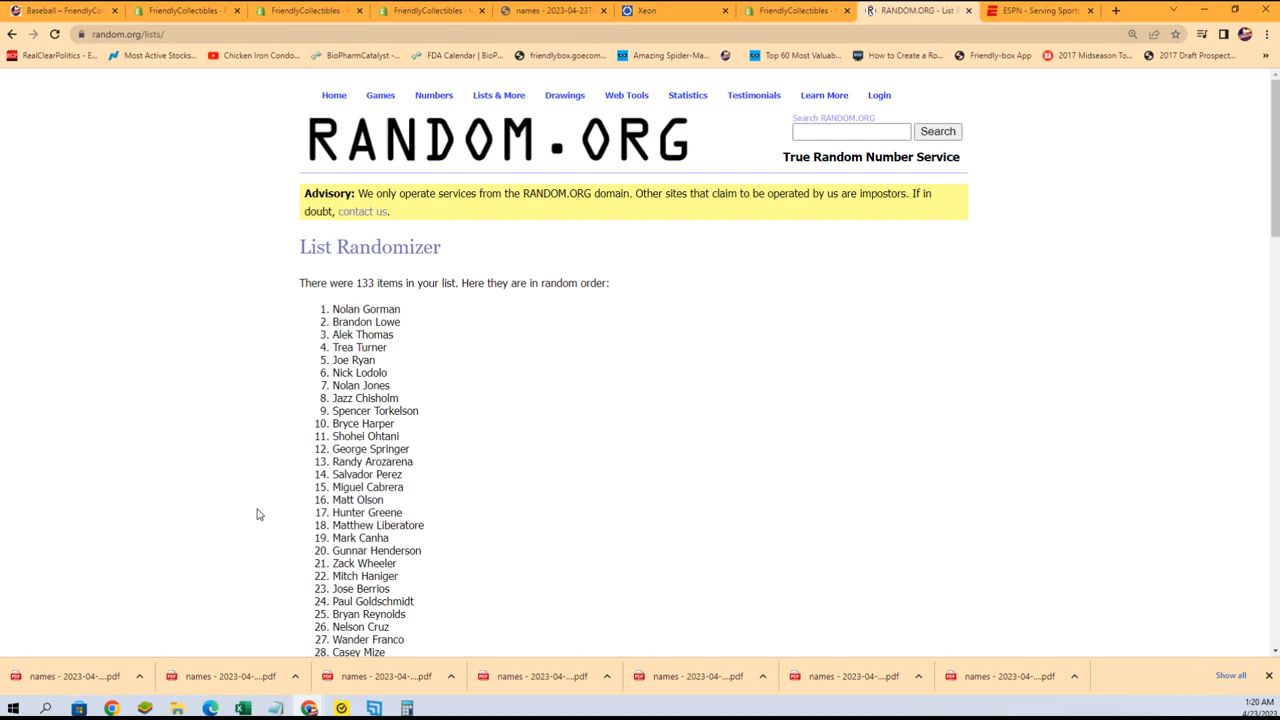 Baseball – FriendlyCol
FriendlyCollectibles - F
FriendlyCollectibles - M
FriendlyCollectibles - N
names - 2023-04-23T
Xeon
FriendlyCollectibles - F
RANDOM.ORG - List R
ESPN - Serving Sports
random.org/lists/
RealClearPolitics - E...
Most Active Stocks...
Chicken Iron Condo...
BioPharmCatalyst -...
FDA Calendar | BioP...
friendlybox.goecom...
Amazing Spider-Ma...
Top 60 Most Valuab...
How to Create a Ro...
Friendly-box App
2017 Midseason To...
2017 Draft Prospect...
»
Home Games Numbers Lists & More Drawings Web Tools Statistics Testimonials Learn More Login
RANDOM.ORG
Search RANDOM.ORG
Search
True Random Number Service
Advisory: We only operate services from the RANDOM.ORG domain. Other sites that claim to be operated by us are impostors. If in
doubt, contact us.
List Randomizer
There were 133 items in your list. Here they are in random order:
1. Nolan Gorman
2. Brandon Lowe
3. Alek Thomas
4. Trea Turner
5. Joe Ryan
6. Nick Lodolo
7. Nolan Jones
8. Jazz Chisholm
9. Spencer Torkelson
10. Bryce Harper
11. Shohei Ohtani
12. George Springer
13. Randy Arozarena
14. Salvador Perez
15. Miguel Cabrera
16. Matt Olson
17. Hunter Greene
18. Matthew Liberatore
19. Mark Canha
20. Gunnar Henderson
21. Zack Wheeler
22. Mitch Haniger
23. Jose Berrios
24. Paul Goldschmidt
25. Bryan Reynolds
26. Nelson Cruz
27. Wander Franco
28. Casey Mize
names - 2023-04-....pdf
names - 2023-04-....pdf
names - 2023-04-....pdf
names - 2023-04-....pdf
names - 2023-04-....pdf
names - 2023-04-....pdf
names - 2023-04-....pdf
Show all
1:20 AM
4/23/2023